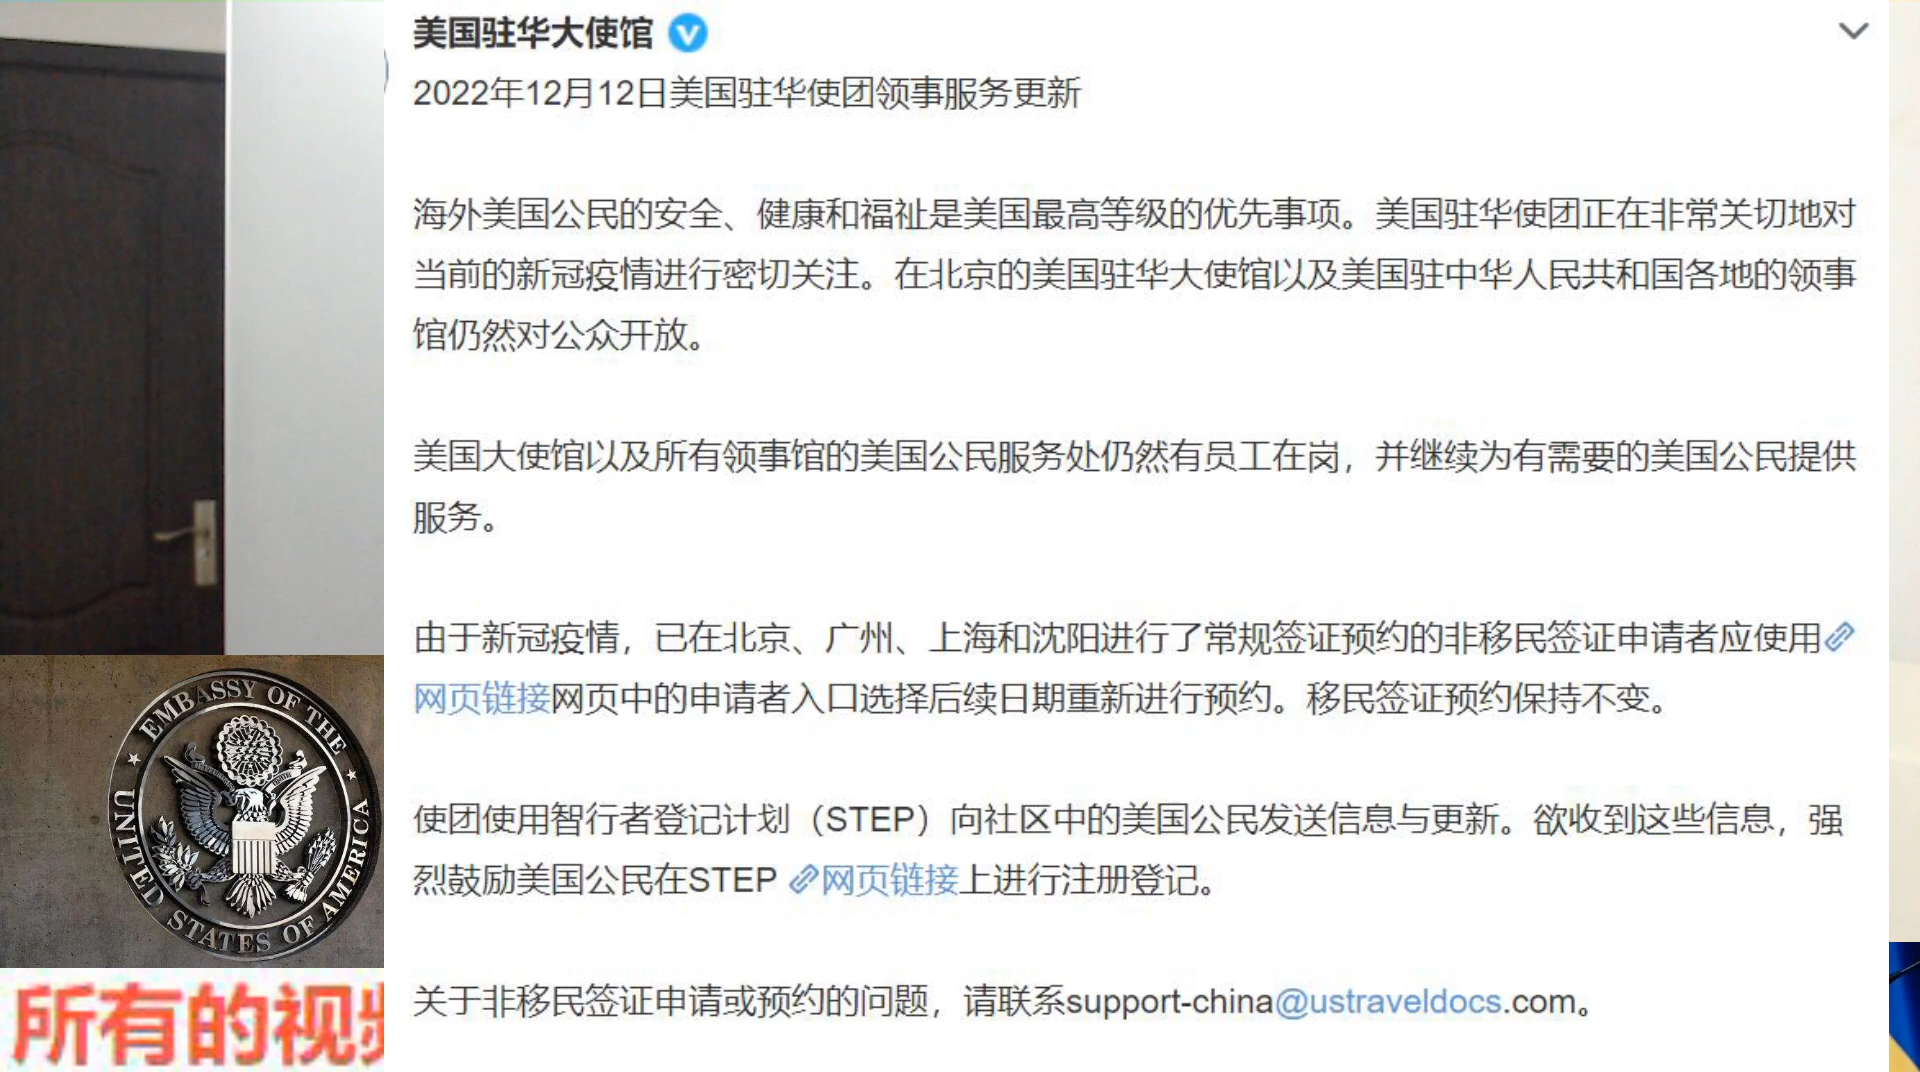 美国驻华大使馆
2022年12月12日美国驻华使团领事服务更新
海外美国公民的安全、健康和福祉是美国最高等级的优先事项。美国驻华使团正在非常关切地对
当前的新冠疫情进行密切关注。在北京的美国驻华大使馆以及美国驻中华人民共和国各地的领事
馆仍然对公众开放。
美国大使馆以及所有领事馆的美国公民服务处仍然有员工在岗，并继续为有需要的美国公民提供
服务。
由于新冠疫情，已在北京、广州、上海和沈阳进行了常规签证预约的非移民签证申请者应使用
网页链接网页中的申请者入口选择后续日期重新进行预约。移民签证预约保持不变。
使团使用智行者登记计划（STEP）向社区中的美国公民发送信息与更新。欲收到这些信息，强
烈鼓励美国公民在STEP 网页链接上进行注册登记。
关于非移民签证申请或预约的问题，请联系support-china@ustraveldocs.com。
EMBASSY OF THE
UNITED STATES OF AMERICA
所有的视频